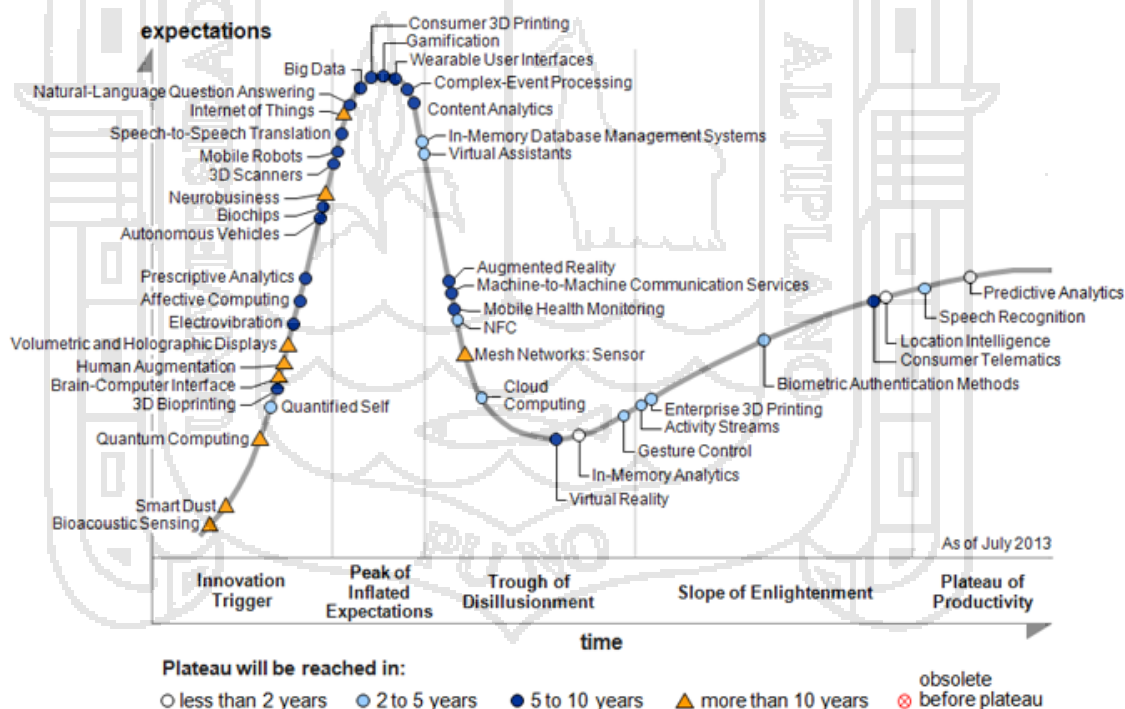 expectations
Consumer 3D Printing
Gamification
Wearable User Interfaces
Big Data
Complex-Event Processing
Natural-Language Question Answering
Content Analytics
Internet of Things
Speech-to-Speech Translation
In-Memory Database Management Systems
Virtual Assistants
Mobile Robots
3D Scanners
Neurobusiness
Biochips
Autonomous Vehicles
Prescriptive Analytics
Affective Computing
Electrovibration
Volumetric and Holographic Displays
Human Augmentation
Brain-Computer Interface
3D Bioprinting
Quantified Self
Quantum Computing
Smart Dust
Bioacoustic Sensing
Augmented Reality
Machine-to-Machine Communication Services
Mobile Health Monitoring
NFC
Mesh Networks: Sensor
Cloud
Computing
Virtual Reality
In-Memory Analytics
Gesture Control
Activity Streams
Enterprise 3D Printing
Biometric Authentication Methods
Consumer Telematics
Location Intelligence
Speech Recognition
Predictive Analytics
ALTIPLANO
PUNO
As of July 2013
Innovation
Trigger
Peak of
Inflated
Expectations
Trough of
Disillusionment
Slope of Enlightenment
Plateau of
Productivity
time
Plateau will be reached in:
less than 2 years
2 to 5 years
5 to 10 years
more than 10 years
obsolete
before plateau